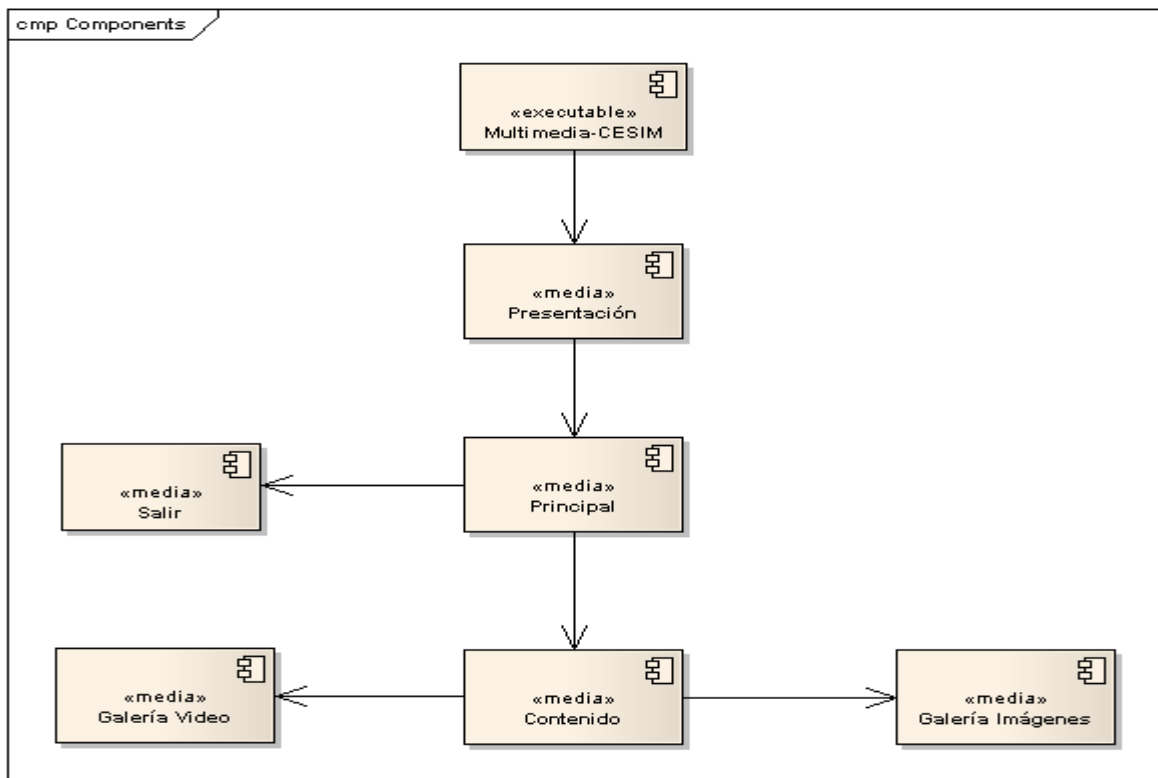 cmp Components
«executable»
Multimedia-CESIM
«media»
Presentación
«media»
Salir
«media»
Principal
«media»
Galería Video
«media»
Contenido
«media»
Galería Imágenes